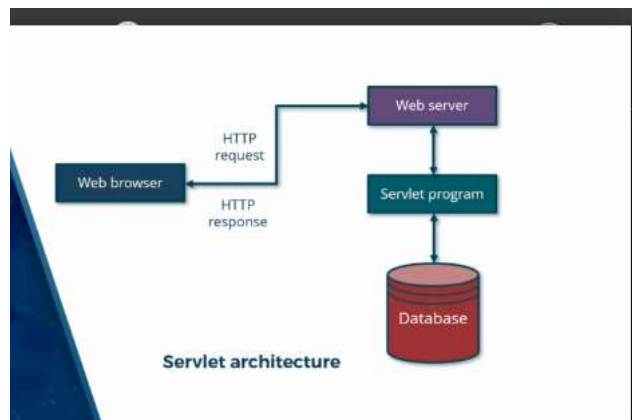 Web server
HTTP
request
Web browser
Servlet program
HTTP
response
Database
Servlet architecture